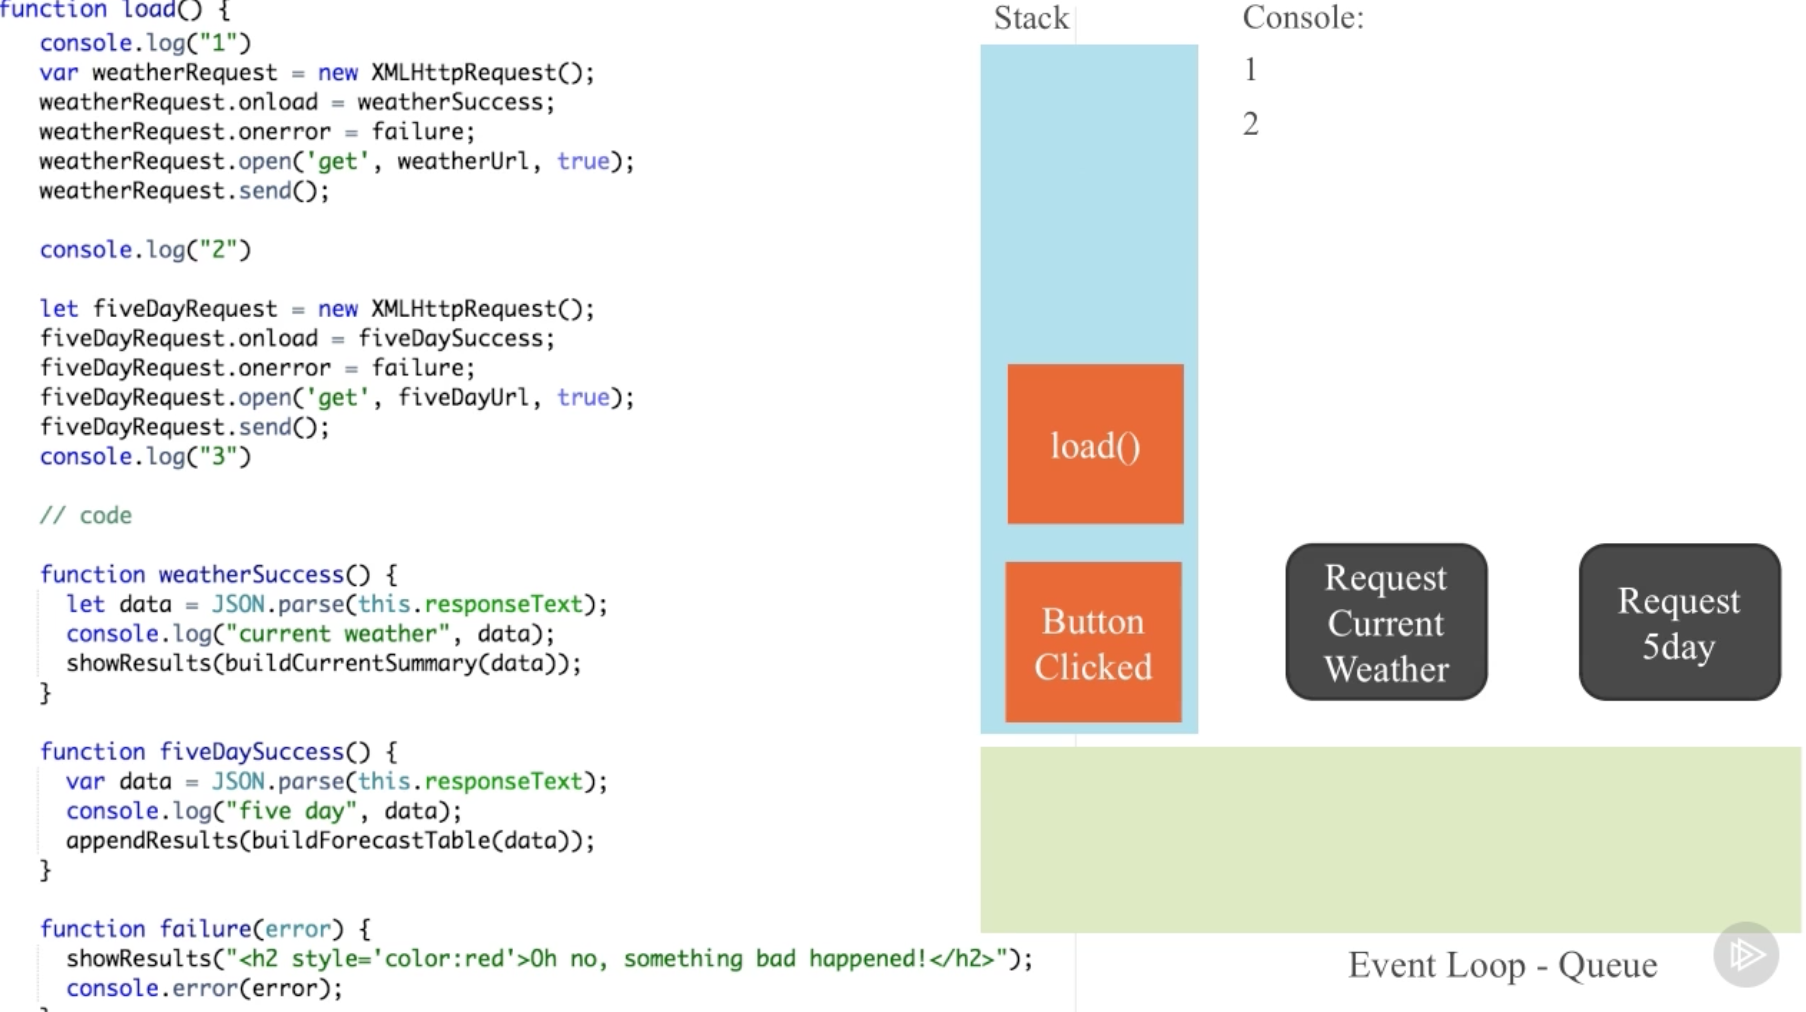 function load() {
console.log("1")
var weatherRequest = new XMLHttpRequest();
weatherRequest.onload = weatherSuccess;
weatherRequest.onerror = failure;
weatherRequest.open('get', weatherUrl, true);
weatherRequest.send();
console.log("2")
let fiveDayRequest = new XMLHttpRequest();
fiveDayRequest.onload = fiveDaySuccess;
fiveDayRequest.onerror = failure;
fiveDayRequest.open('get', fiveDayUrl, true);
fiveDayRequest.send();
console.log("3")
// code
function weatherSuccess() {
let data = JSON.parse(this.responseText);
console.log("current weather", data);
showResults(buildCurrentSummary(data));
}
function fiveDaySuccess() {
var data = JSON.parse(this.responseText);
console.log("five day", data);
appendResults(buildForecastTable(data));
}
function failure(error) {
showResults("<h2 style='color:red'>Oh no, something bad happened!</h2>");
console.error(error);
Stack
load()
Button
Clicked
Console:
1
2
Request
Current
Weather
Request
5day
Event Loop - Queue